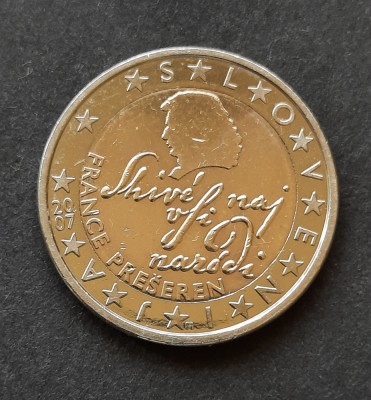 SLOVENIJA
2007
FRANCE PREŠEREN
Shivé naj
vſi
narodi